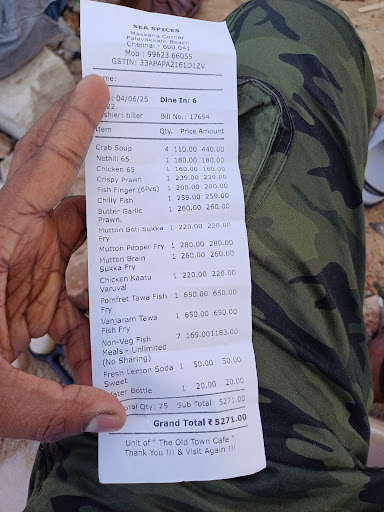 SEA SPICES
Maskana Corner
Palavakkam Beach
Chennai - 600 041
Mob : 99623 66055
GSTIN: 33APAPA2161D1ZV
me:
: 04/06/25 Dine In: 6
22
shier: biller Bill No.: 17694
Item Qty. Price Amount
Crab Soup 4 110.00 440.00
Nethili 65 1 180.00 180.00
Chicken 65 1 160.00 160.00
Crispy Prawn 1 239.00 239.00
Fish Finger (6Pcs) 1 200.00 200.00
Chilly Fish 1 259.00 259.00
Butter Garlic 1 260.00 260.00
Prawn.
Mutton Boti Sukka 1 220.00 220.00
Fry
Mutton Pepper Fry 1 280.00 280.00
Mutton Brain 1 260.00 260.00
Sukka Fry
Chicken Kaatu 1 220.00 220.00
Varuval
Pomfret Tawa Fish 1 650.00 650.00
Fry
Vanjaram Tawa 1 650.00 650.00
Fish Fry
Non-Veg Fish 7 169.00 1183.00
Meals - Unlimited
(No Sharing)
Fresh Lemon Soda 1 50.00 50.00
Sweet
Water Bottle 1 20.00 20.00
otal Qty: 25 Sub Total 5271.00
Grand Total ₹ 5271.00
Unit of " The Old Town Cafe "
Thank You !!! & Visit Again !!!